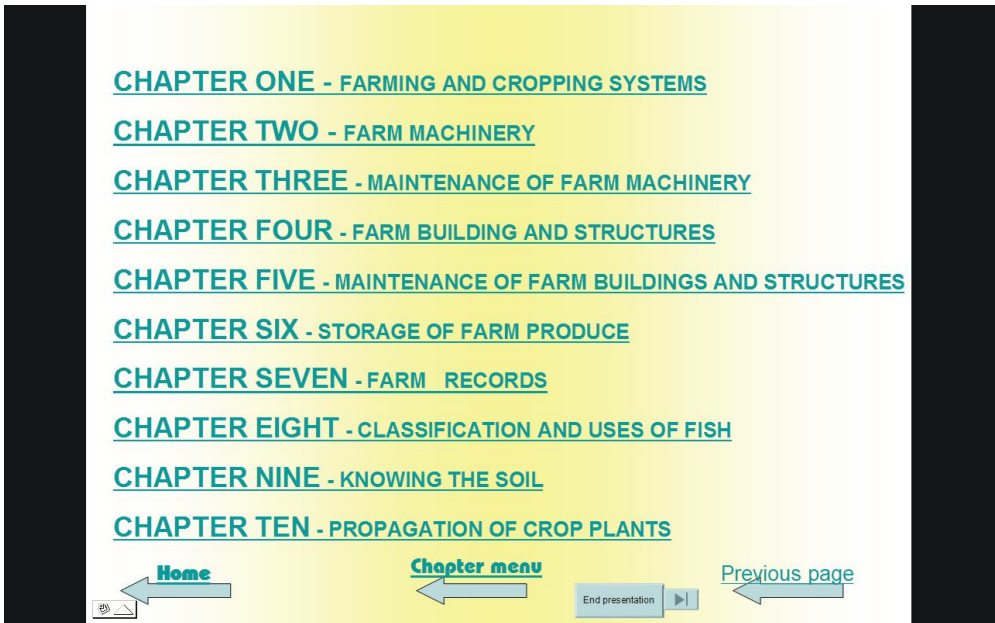 CHAPTER ONE - FARMING AND CROPPING SYSTEMS
CHAPTER TWO - FARM MACHINERY
CHAPTER THREE - MAINTENANCE OF FARM MACHINERY
CHAPTER FOUR - FARM BUILDING AND STRUCTURES
CHAPTER FIVE - MAINTENANCE OF FARM BUILDINGS AND STRUCTURES
CHAPTER SIX - STORAGE OF FARM PRODUCE
CHAPTER SEVEN - FARM RECORDS
CHAPTER EIGHT - CLASSIFICATION AND USES OF FISH
CHAPTER NINE - KNOWING THE SOIL
CHAPTER TEN - PROPAGATION OF CROP PLANTS
Home
Chapter menu
Previous page
End presentation